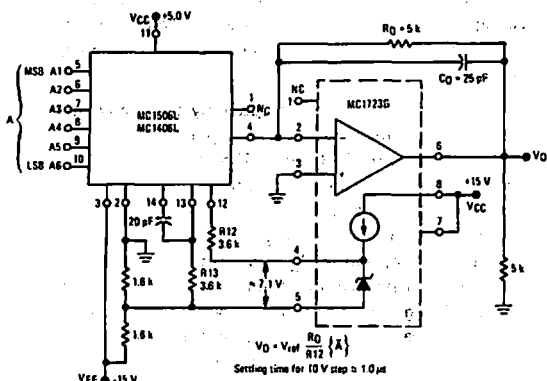 VCC +5.0 V
11
RO = 5 k
CO = 25 pF
MSB A1 5
A2 6
A3 7
A4 8
A5 9
LSB A6 10
A
MC1506L
MC1406L
1 NC
4
NC
1
MC1723G
2
3
6
VO
8
+15 V
VCC
7
3 2 14 13 12
20 pF
R12
3.6 k
4
1.6 k
R13
3.6 k
≈ 7.1 V
5
1.6 k
5 k
VO = Vref RO/R12 {A}
Settling time for 10 V step ≈ 1.0 µs
VEE -15 V